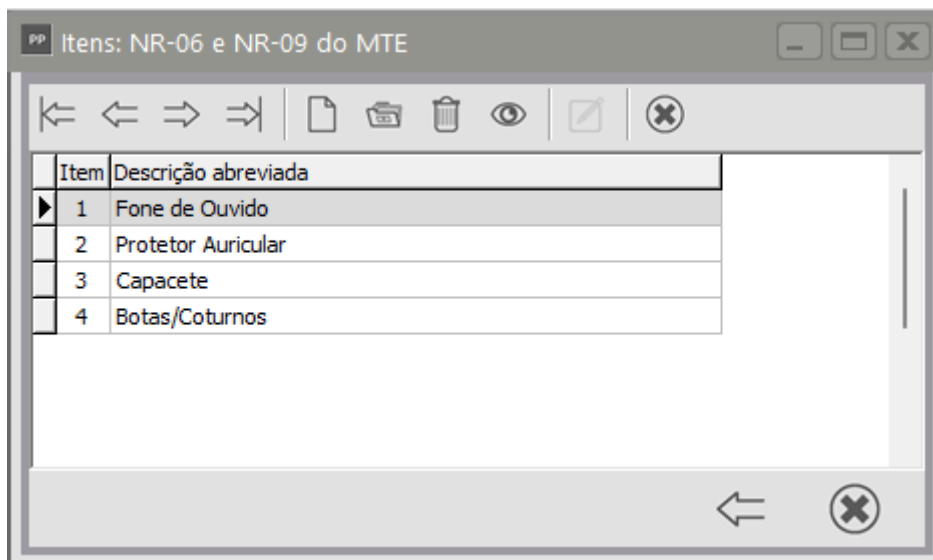 PP Itens: NR-06 e NR-09 do MTE
Item Descrição abreviada
1 Fone de Ouvido
2 Protetor Auricular
3 Capacete
4 Botas/Coturnos